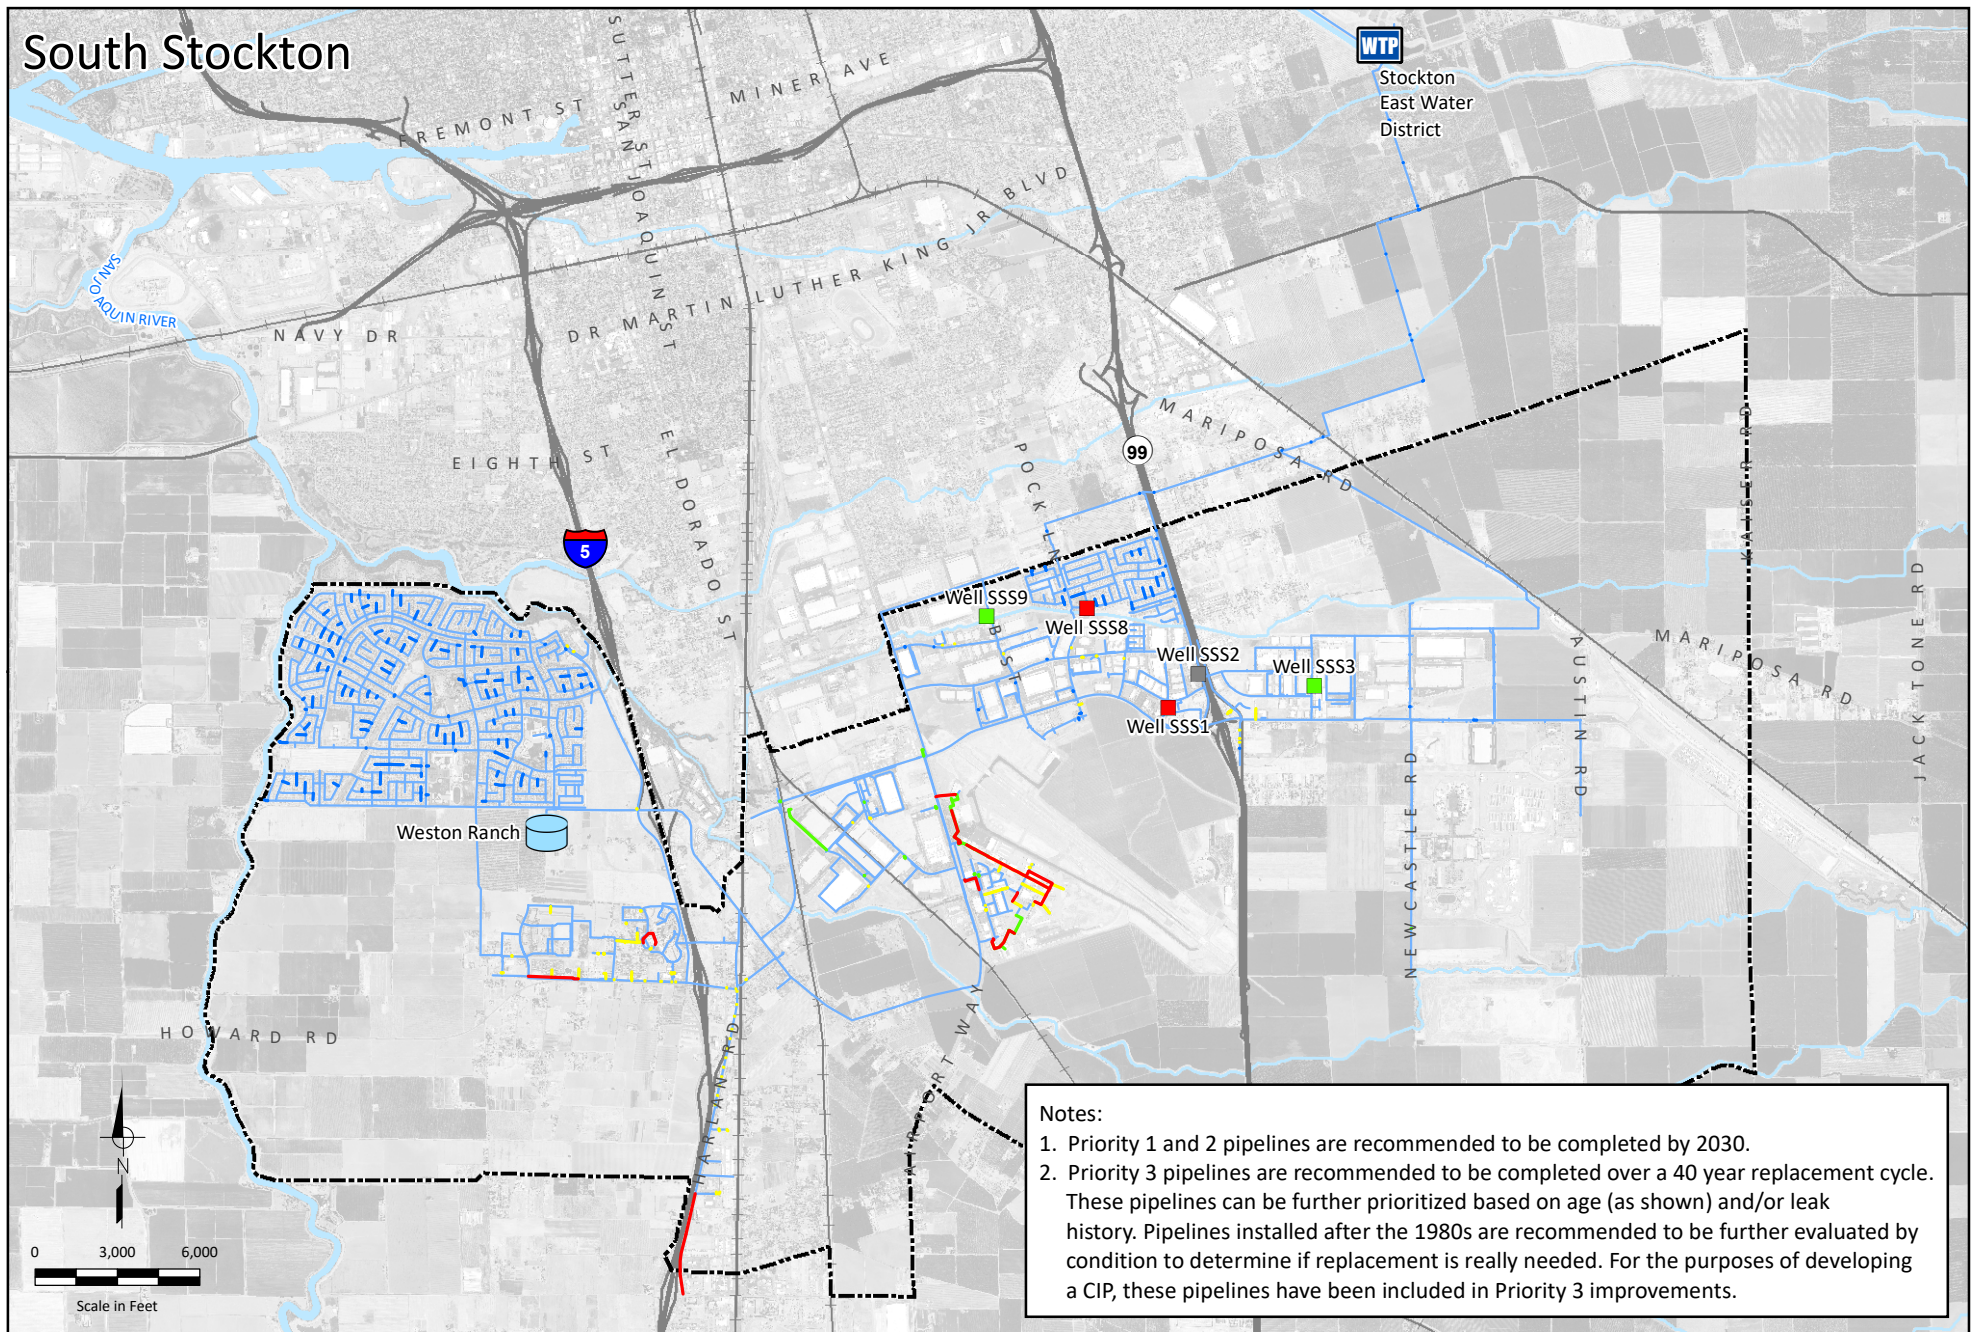 South Stockton
WTP
Stockton
East Water
District
SUTTER ST
SAN JOAQUIN ST
FREMONT ST
MINER AVE
DR MARTIN LUTHER KING JR BLVD
SAN JOAQUIN RIVER
NAVY DR
EIGHTH ST
EL DORADO ST
POCK LN
99
MARIPOSA RD
KAISER RD
JACK TONE RD
5
Well SSS9
B ST
Well SSS8
Well SSS2
Well SSS3
Well SSS1
AUSTIN RD
MARIPOSA RD
NEWCASTLE RD
Weston Ranch
HOWARD RD
HARLAN RD
AIRPORT WAY
N
0 3,000 6,000
Scale in Feet
Notes:
1. Priority 1 and 2 pipelines are recommended to be completed by 2030.
2. Priority 3 pipelines are recommended to be completed over a 40 year replacement cycle.
These pipelines can be further prioritized based on age (as shown) and/or leak
history. Pipelines installed after the 1980s are recommended to be further evaluated by
condition to determine if replacement is really needed. For the purposes of developing
a CIP, these pipelines have been included in Priority 3 improvements.